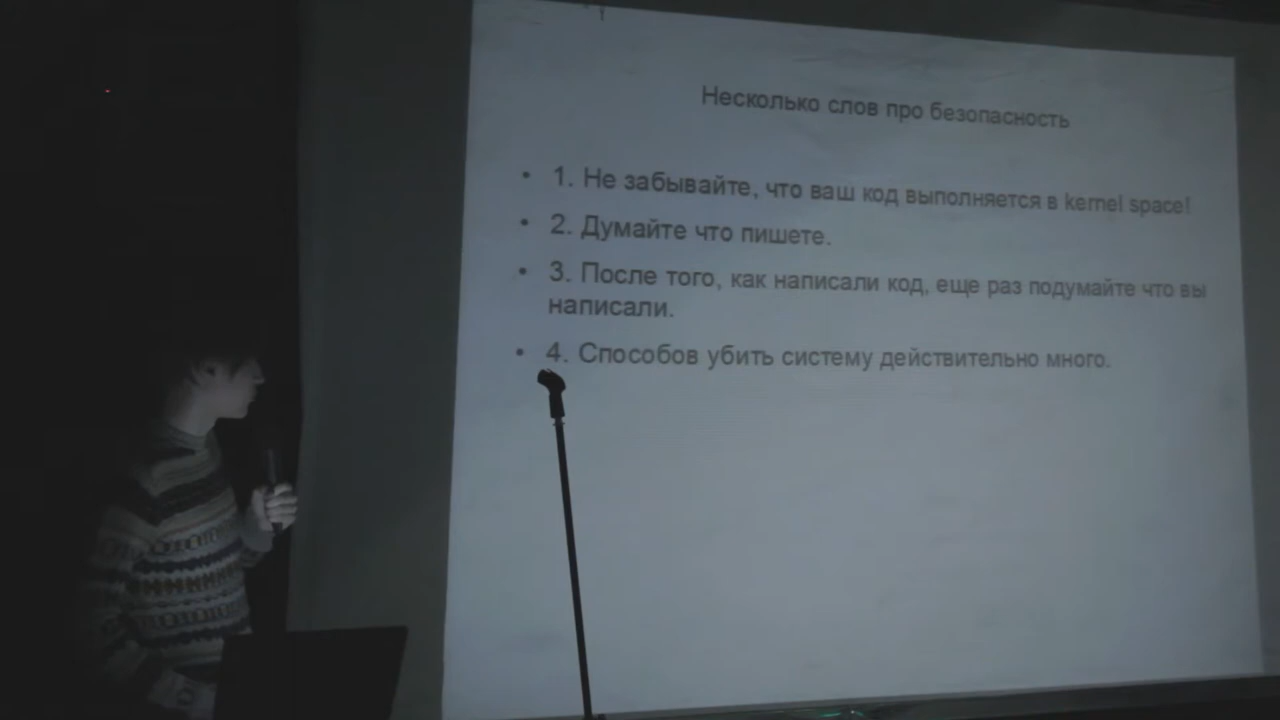 Несколько слов про безопасность
• 1. Не забывайте, что ваш код выполняется в kernel space!
• 2. Думайте что пишете.
• 3. После того, как написали код, еще раз подумайте что вы
написали.
• 4. Способов убить систему действительно много.